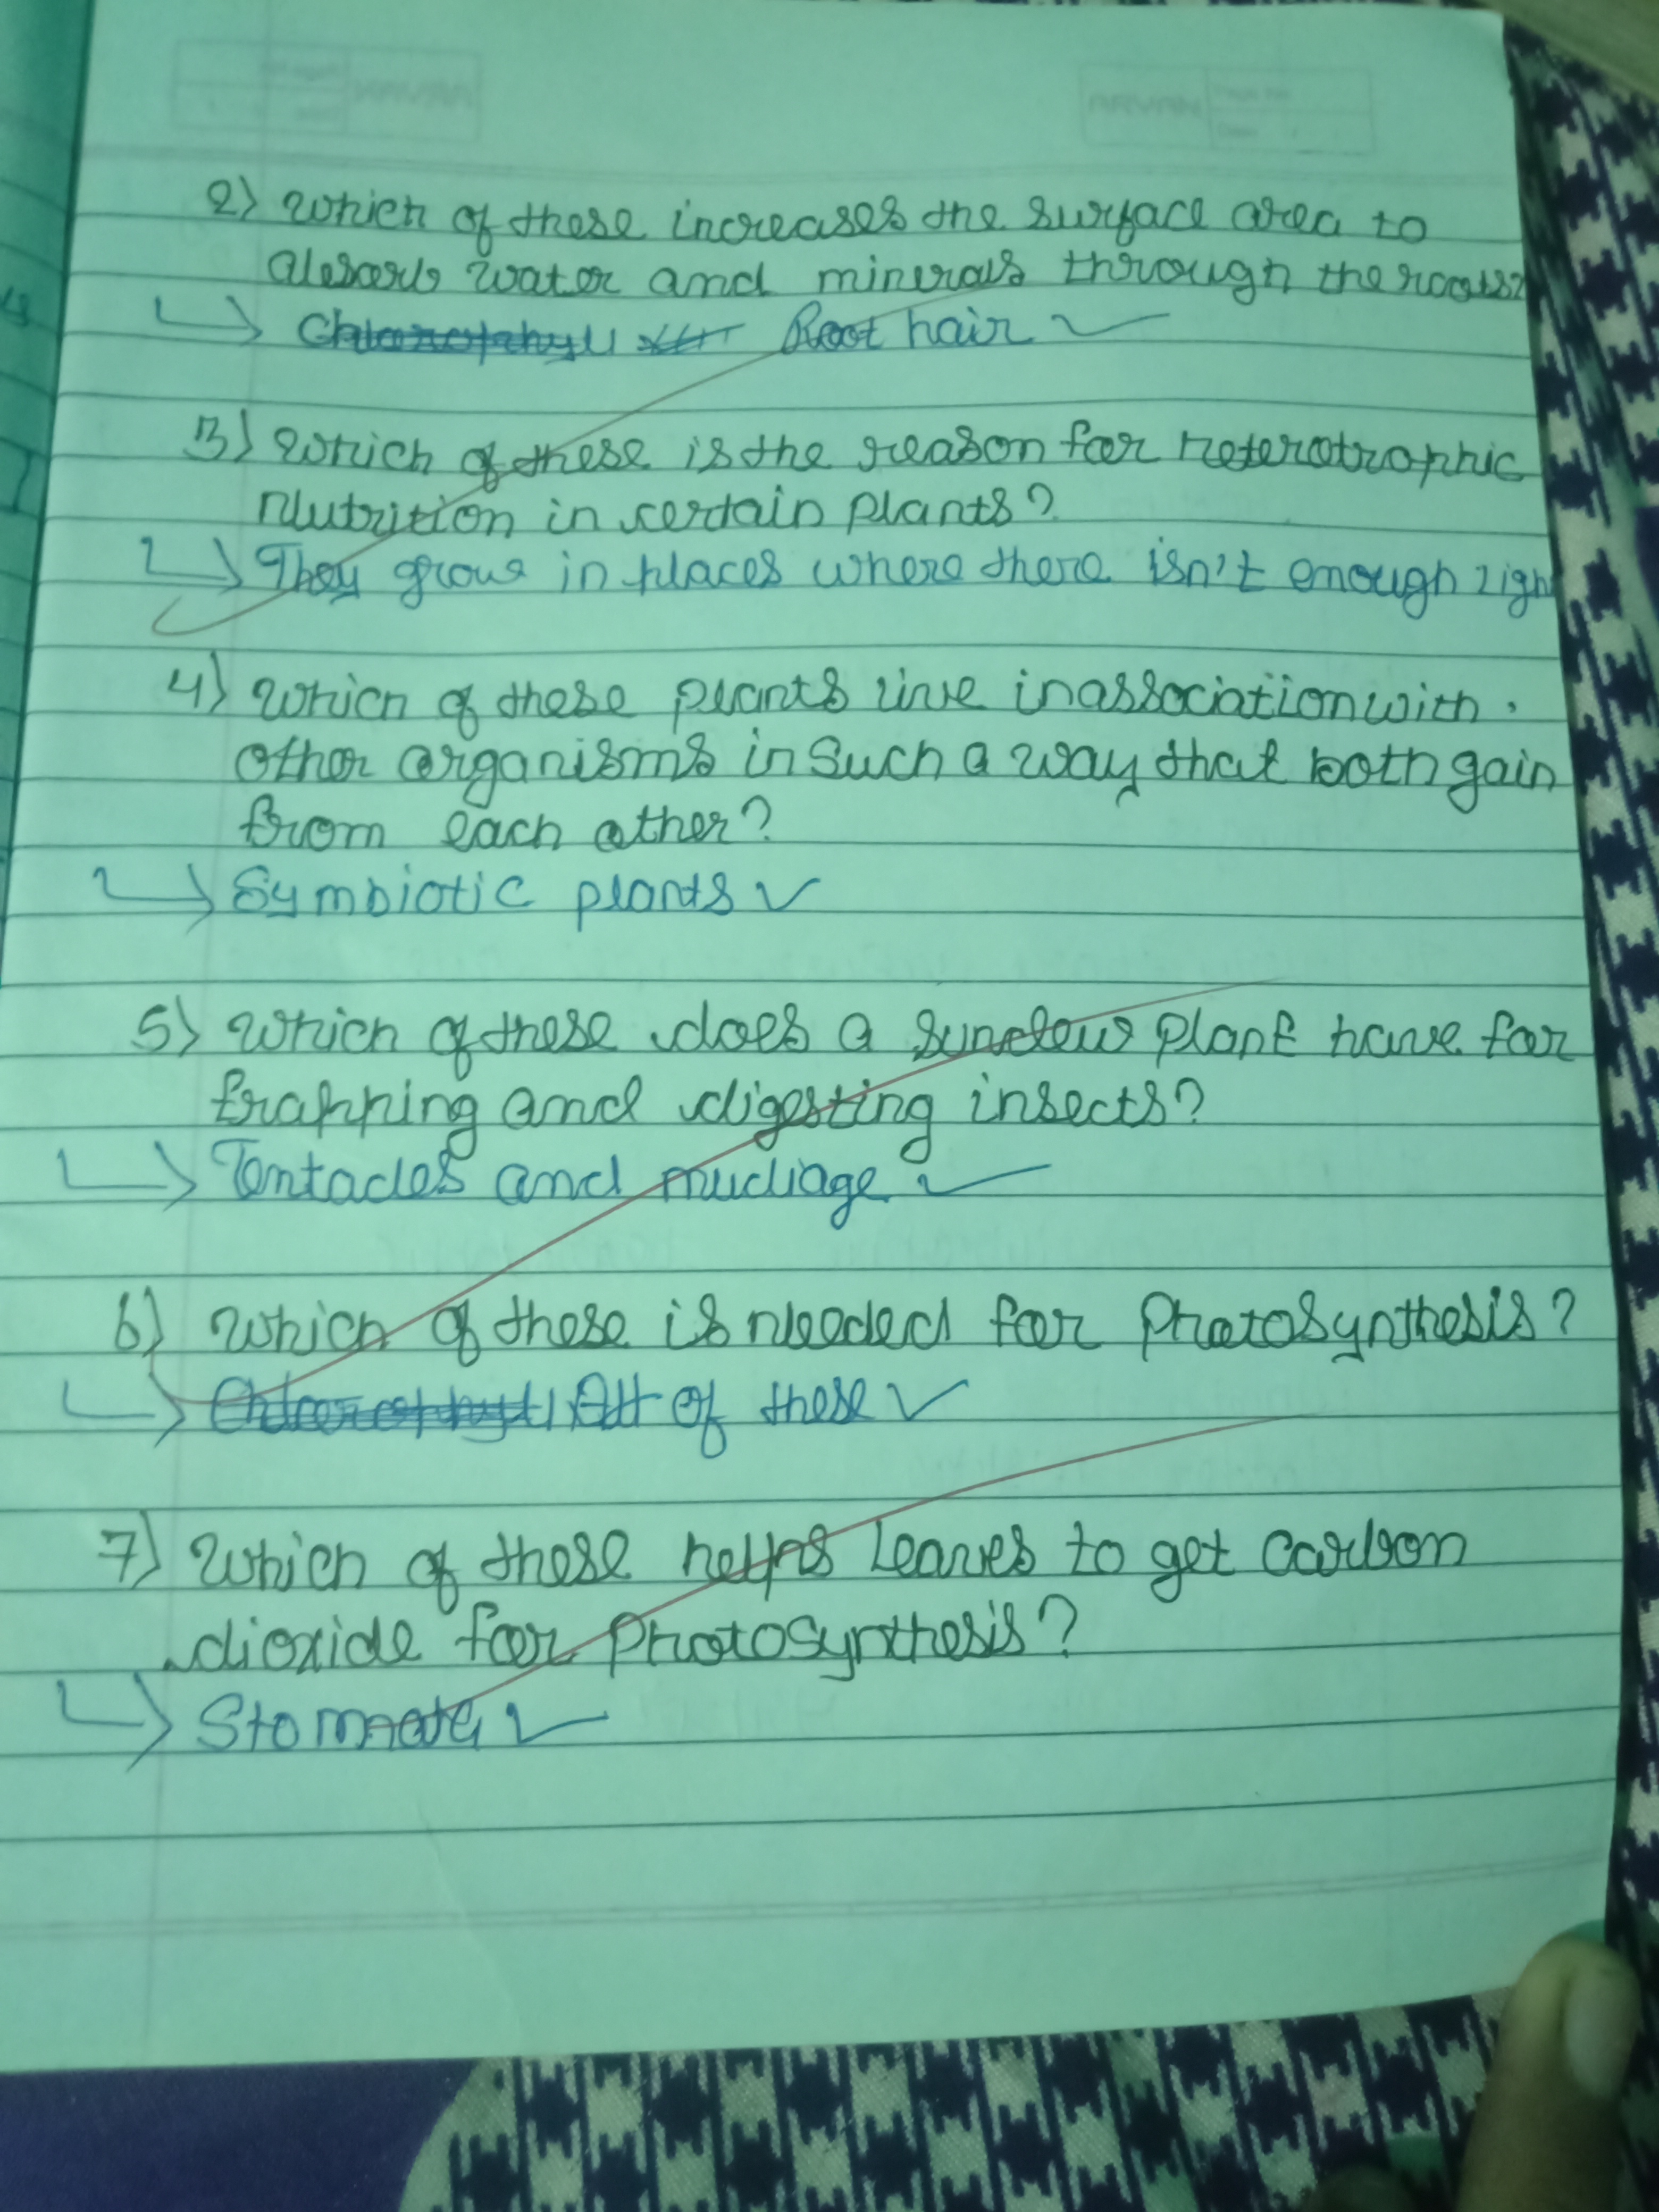 2) Which of these increases the surface area to
absorb water and minerals through the roots?
Root hair
3) Which of these is the reason for heterotrophic
Nutrition in certain plants?
They grow in places where there isn't enough ligh
4) Which of these plants live in association with.
other organisms in such a way that both gain
from each other?
Symbiotic plants
5) Which of these does a sundew plant have for
trapping and digesting insects?
Tentacles and mucliage
6) Which of these is needed for Photosynthesis?
Chlorophyll All of these
7) Which of these helps Leaves to get carbon
dioxide for Photosynthesis?
Stomata